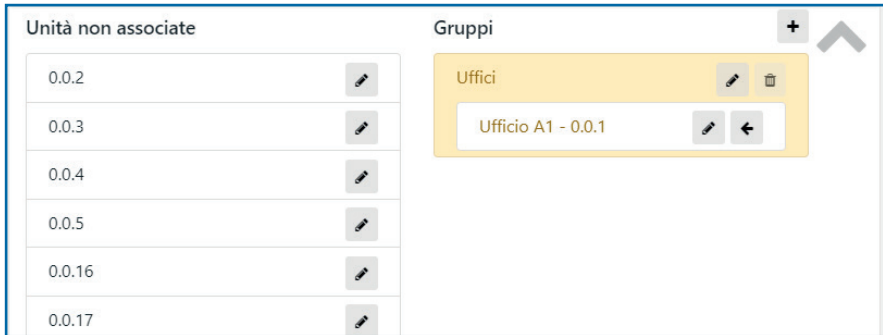 Unità non associate
0.0.2
0.0.3
0.0.4
0.0.5
0.0.16
0.0.17
Gruppi
Uffici
Ufficio A1 - 0.0.1